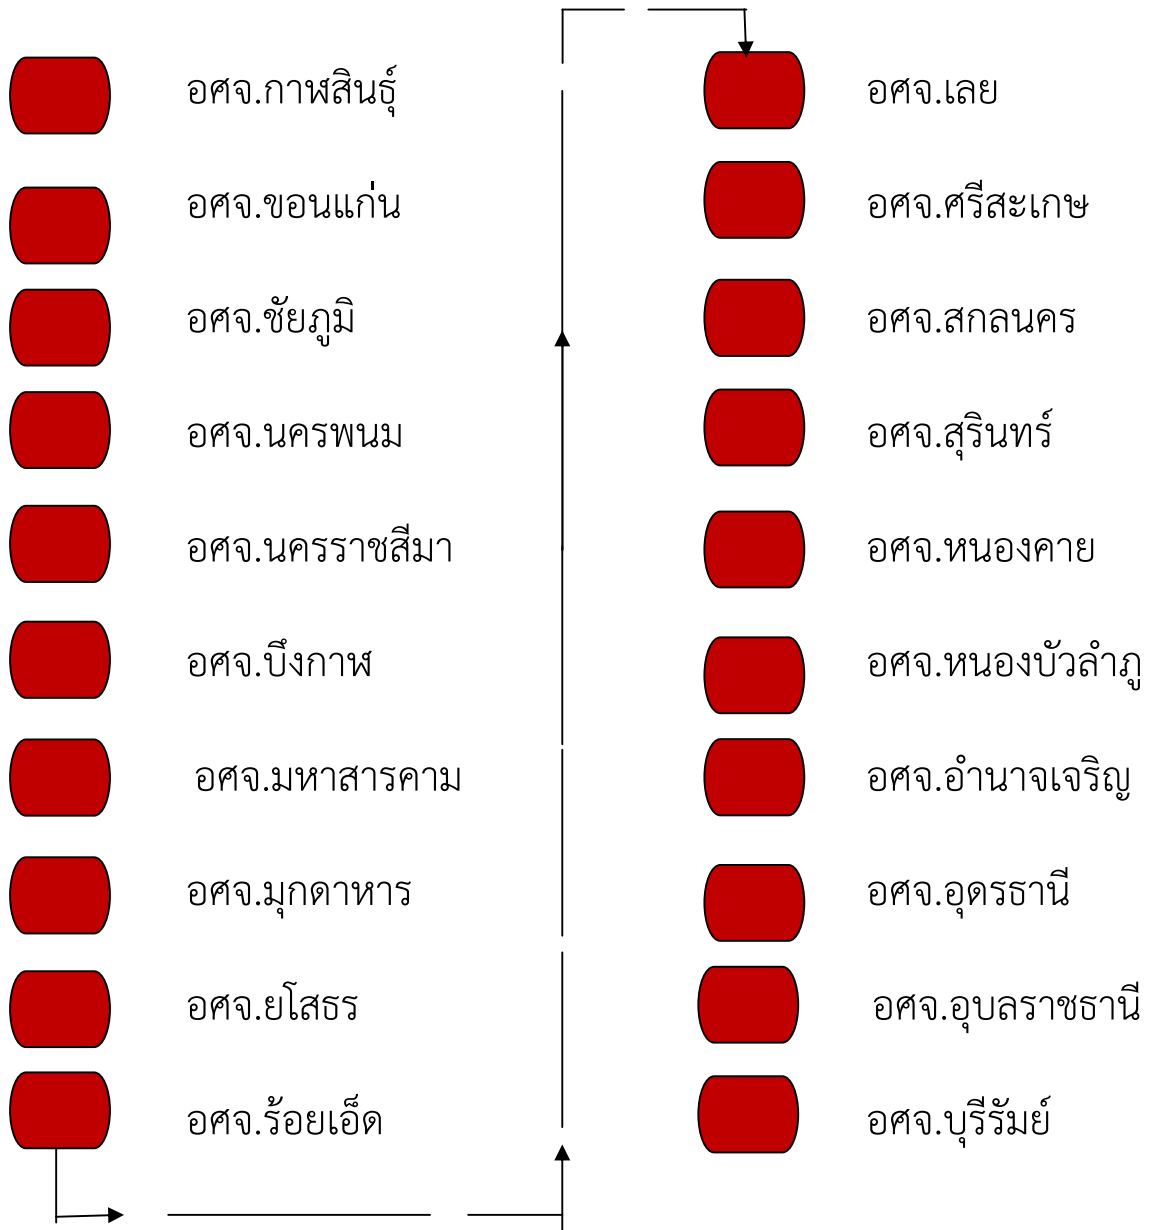 อศจ.กาฬสินธุ์
อศจ.ขอนแก่น
อศจ.ชัยภูมิ
อศจ.นครพนม
อศจ.นครราชสีมา
อศจ.บึงกาฬ
อศจ.มหาสารคาม
อศจ.มุกดาหาร
อศจ.ยโสธร
อศจ.ร้อยเอ็ด
อศจ.เลย
อศจ.ศรีสะเกษ
อศจ.สกลนคร
อศจ.สุรินทร์
อศจ.หนองคาย
อศจ.หนองบัวลำภู
อศจ.อำนาจเจริญ
อศจ.อุดรธานี
อศจ.อุบลราชธานี
อศจ.บุรีรัมย์